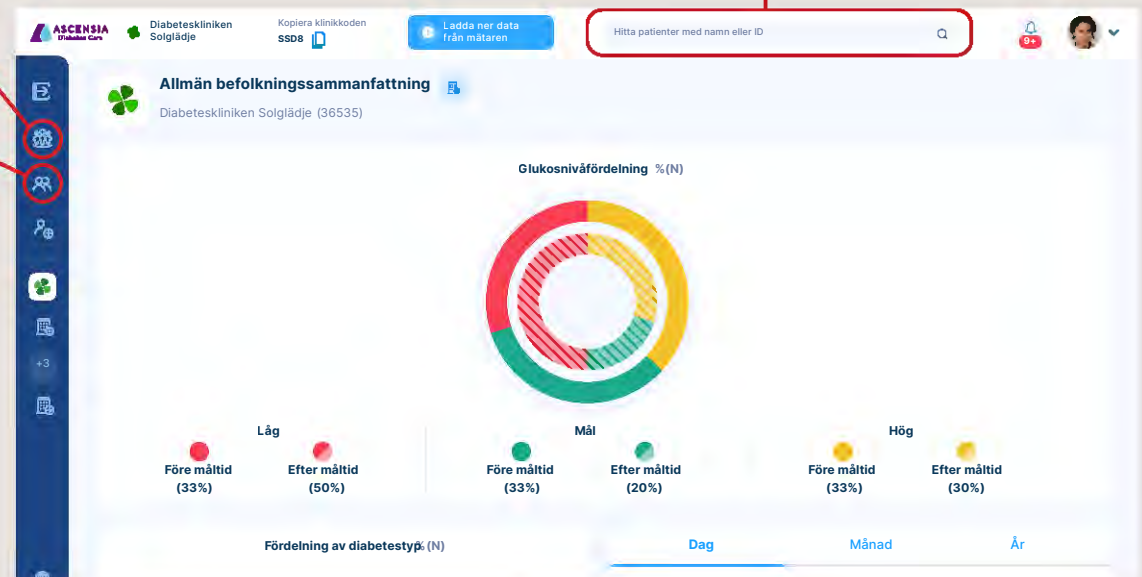 ASCENSIA
Diabetes Care
Diabeteskliniken
Solglädje
Kopiera klinikkoden
SSD8
Ladda ner data
från mätaren
Hitta patienter med namn eller ID
9+
Allmän befolkningssammanfattning
Diabeteskliniken Solglädje (36535)
+3
Glukosnivåfördelning %(N)
Låg
Före måltid
(33%)
Efter måltid
(50%)
Mål
Före måltid
(33%)
Efter måltid
(20%)
Hög
Före måltid
(33%)
Efter måltid
(30%)
Fördelning av diabetestyp% (N)
Dag
Månad
År